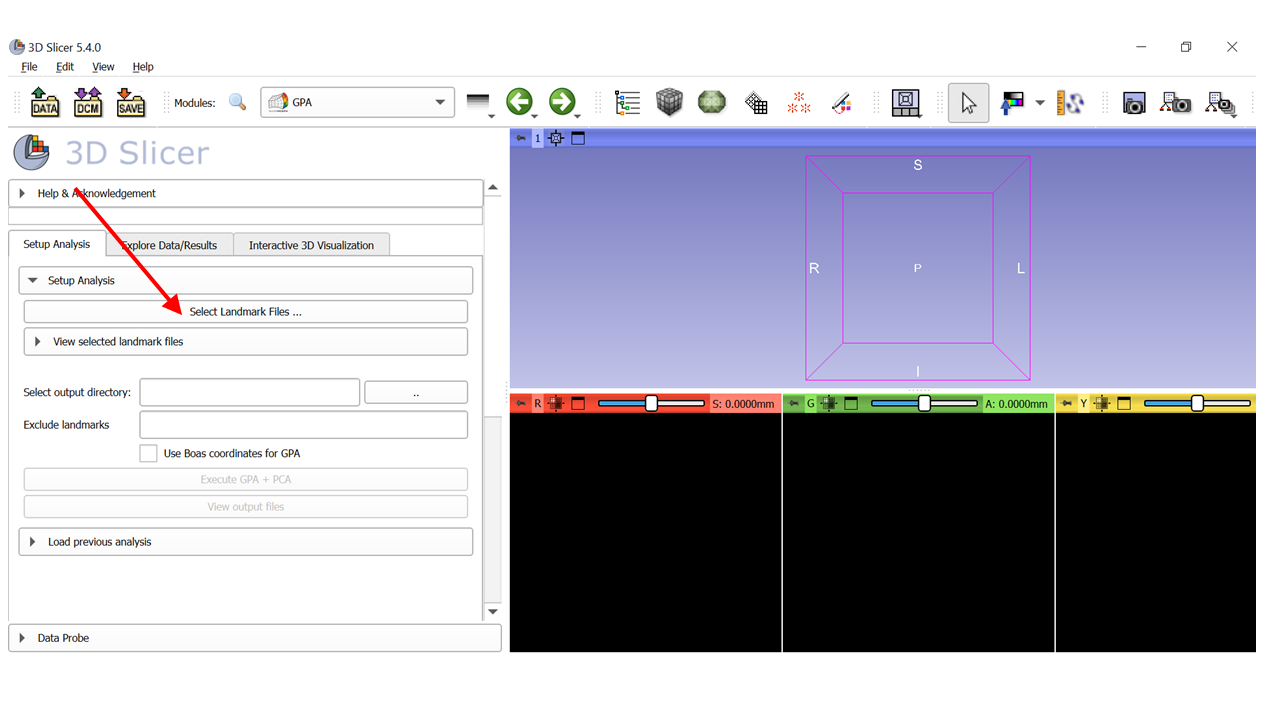 3D Slicer 5.4.0
File Edit View Help
DATA DCM SAVE Modules: GPA
3D Slicer
Help & Acknowledgement
Setup Analysis Explore Data/Results Interactive 3D Visualization
Setup Analysis
Select Landmark Files ...
View selected landmark files
Select output directory: ..
Exclude landmarks
Use Boas coordinates for GPA
Execute GPA + PCA
View output files
Load previous analysis
Data Probe
1
S
R P L
I
R S: 0.0000mm G A: 0.0000mm Y